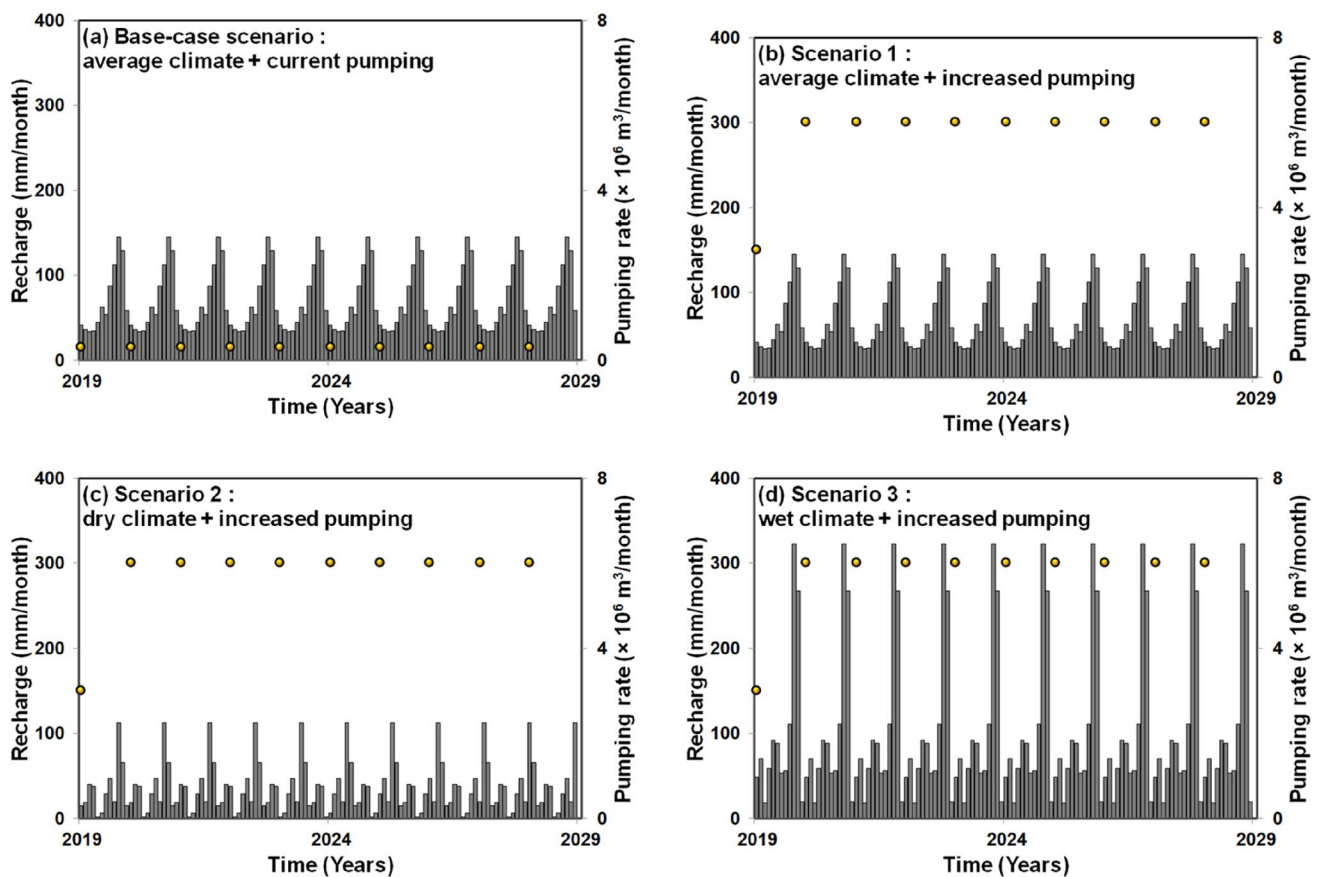 (a) Base-case scenario :
average climate + current pumping
400
300
200
100
0
Recharge (mm/month)
8
4
0
Pumping rate (× 10⁶ m³/month)
2019
2024
2029
Time (Years)
(b) Scenario 1 :
average climate + increased pumping
400
300
200
100
0
Recharge (mm/month)
8
4
0
Pumping rate (× 10⁶ m³/month)
2019
2024
2029
Time (Years)
(c) Scenario 2 :
dry climate + increased pumping
400
300
200
100
0
Recharge (mm/month)
8
4
0
Pumping rate (× 10⁶ m³/month)
2019
2024
2029
Time (Years)
(d) Scenario 3 :
wet climate + increased pumping
400
300
200
100
0
Recharge (mm/month)
8
4
0
Pumping rate (× 10⁶ m³/month)
2019
2024
2029
Time (Years)